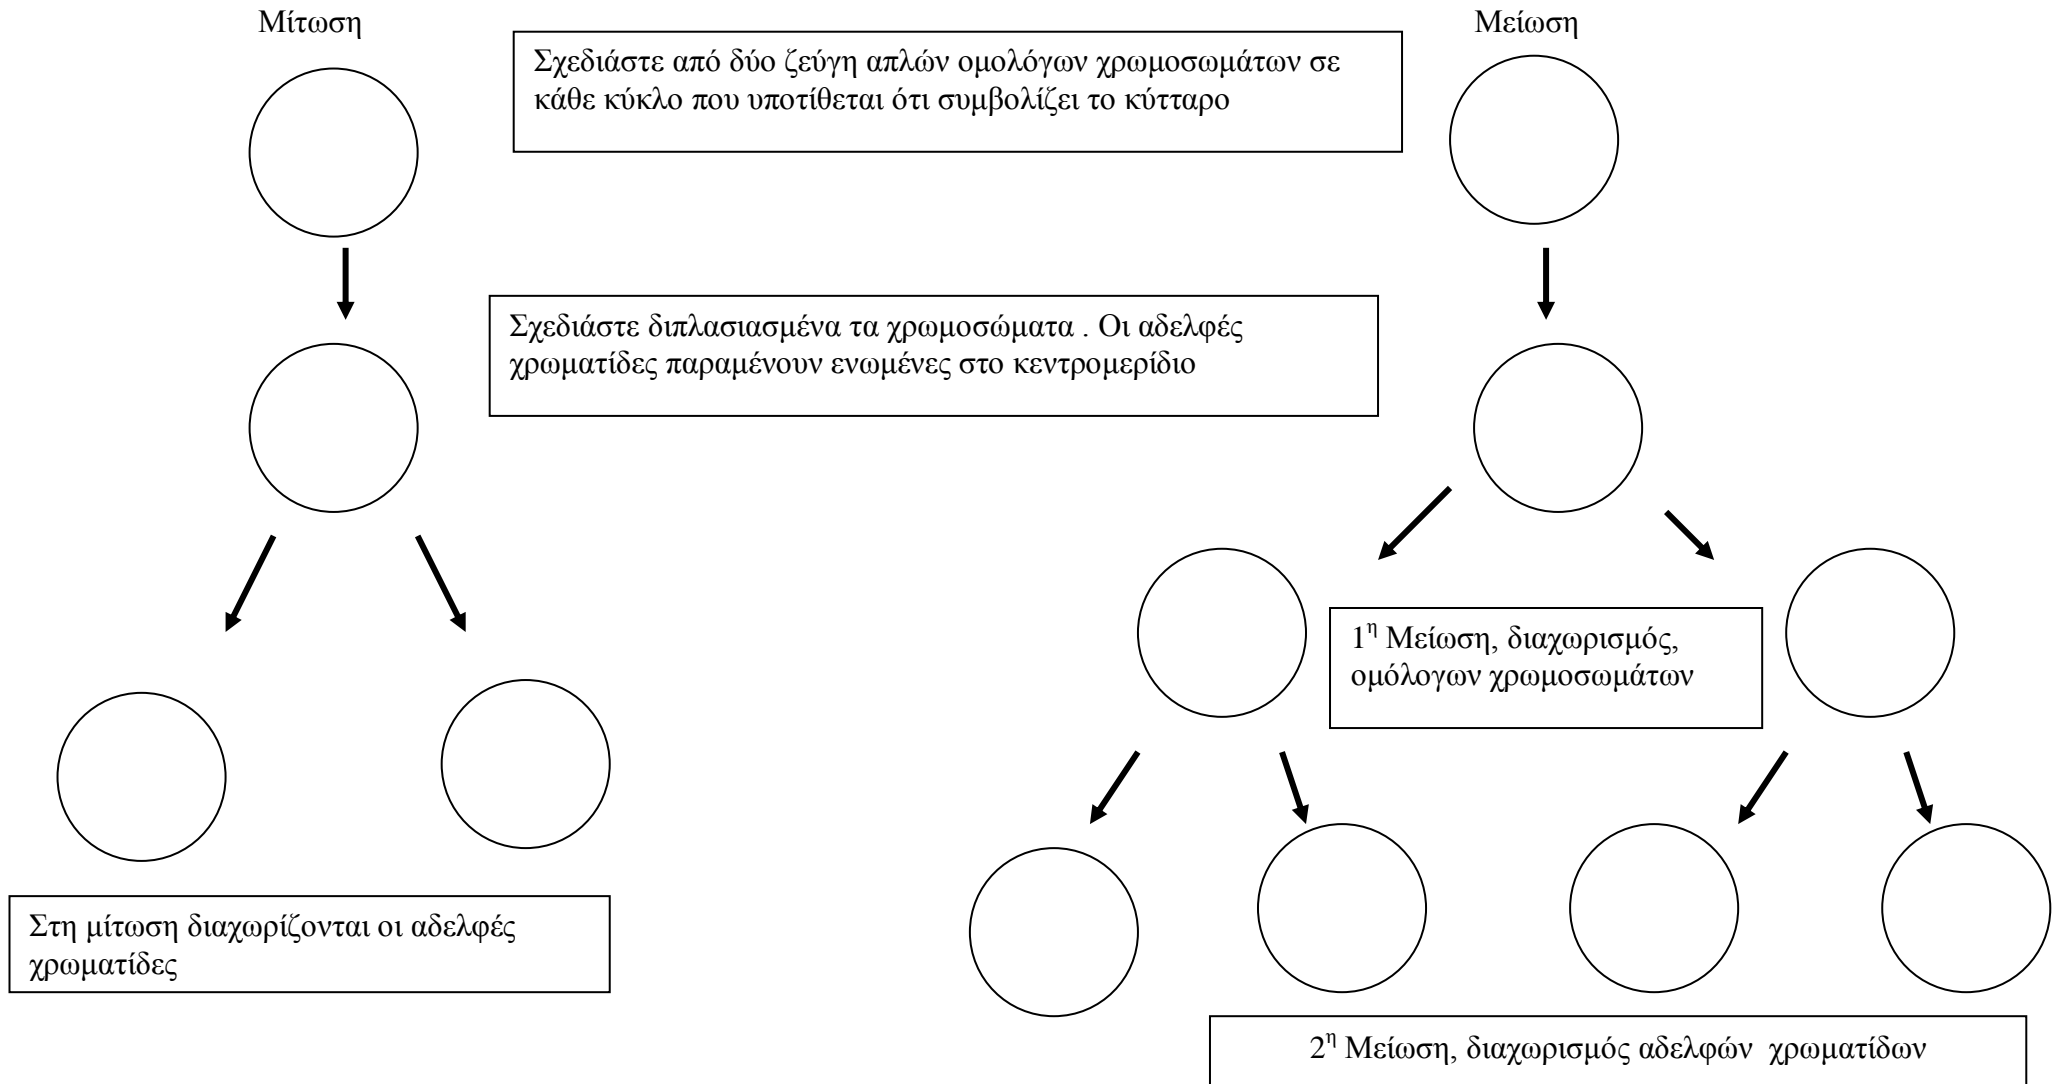 Μίτωση
Μείωση
Σχεδιάστε από δύο ζεύγη απλών ομολόγων χρωμοσωμάτων σε
κάθε κύκλο που υποτίθεται ότι συμβολίζει το κύτταρο
Σχεδιάστε διπλασιασμένα τα χρωμοσώματα . Οι αδελφές
χρωματίδες παραμένουν ενωμένες στο κεντρομερίδιο
1η Μείωση, διαχωρισμός,
ομόλογων χρωμοσωμάτων
Στη μίτωση διαχωρίζονται οι αδελφές
χρωματίδες
2η Μείωση, διαχωρισμός αδελφών χρωματίδων